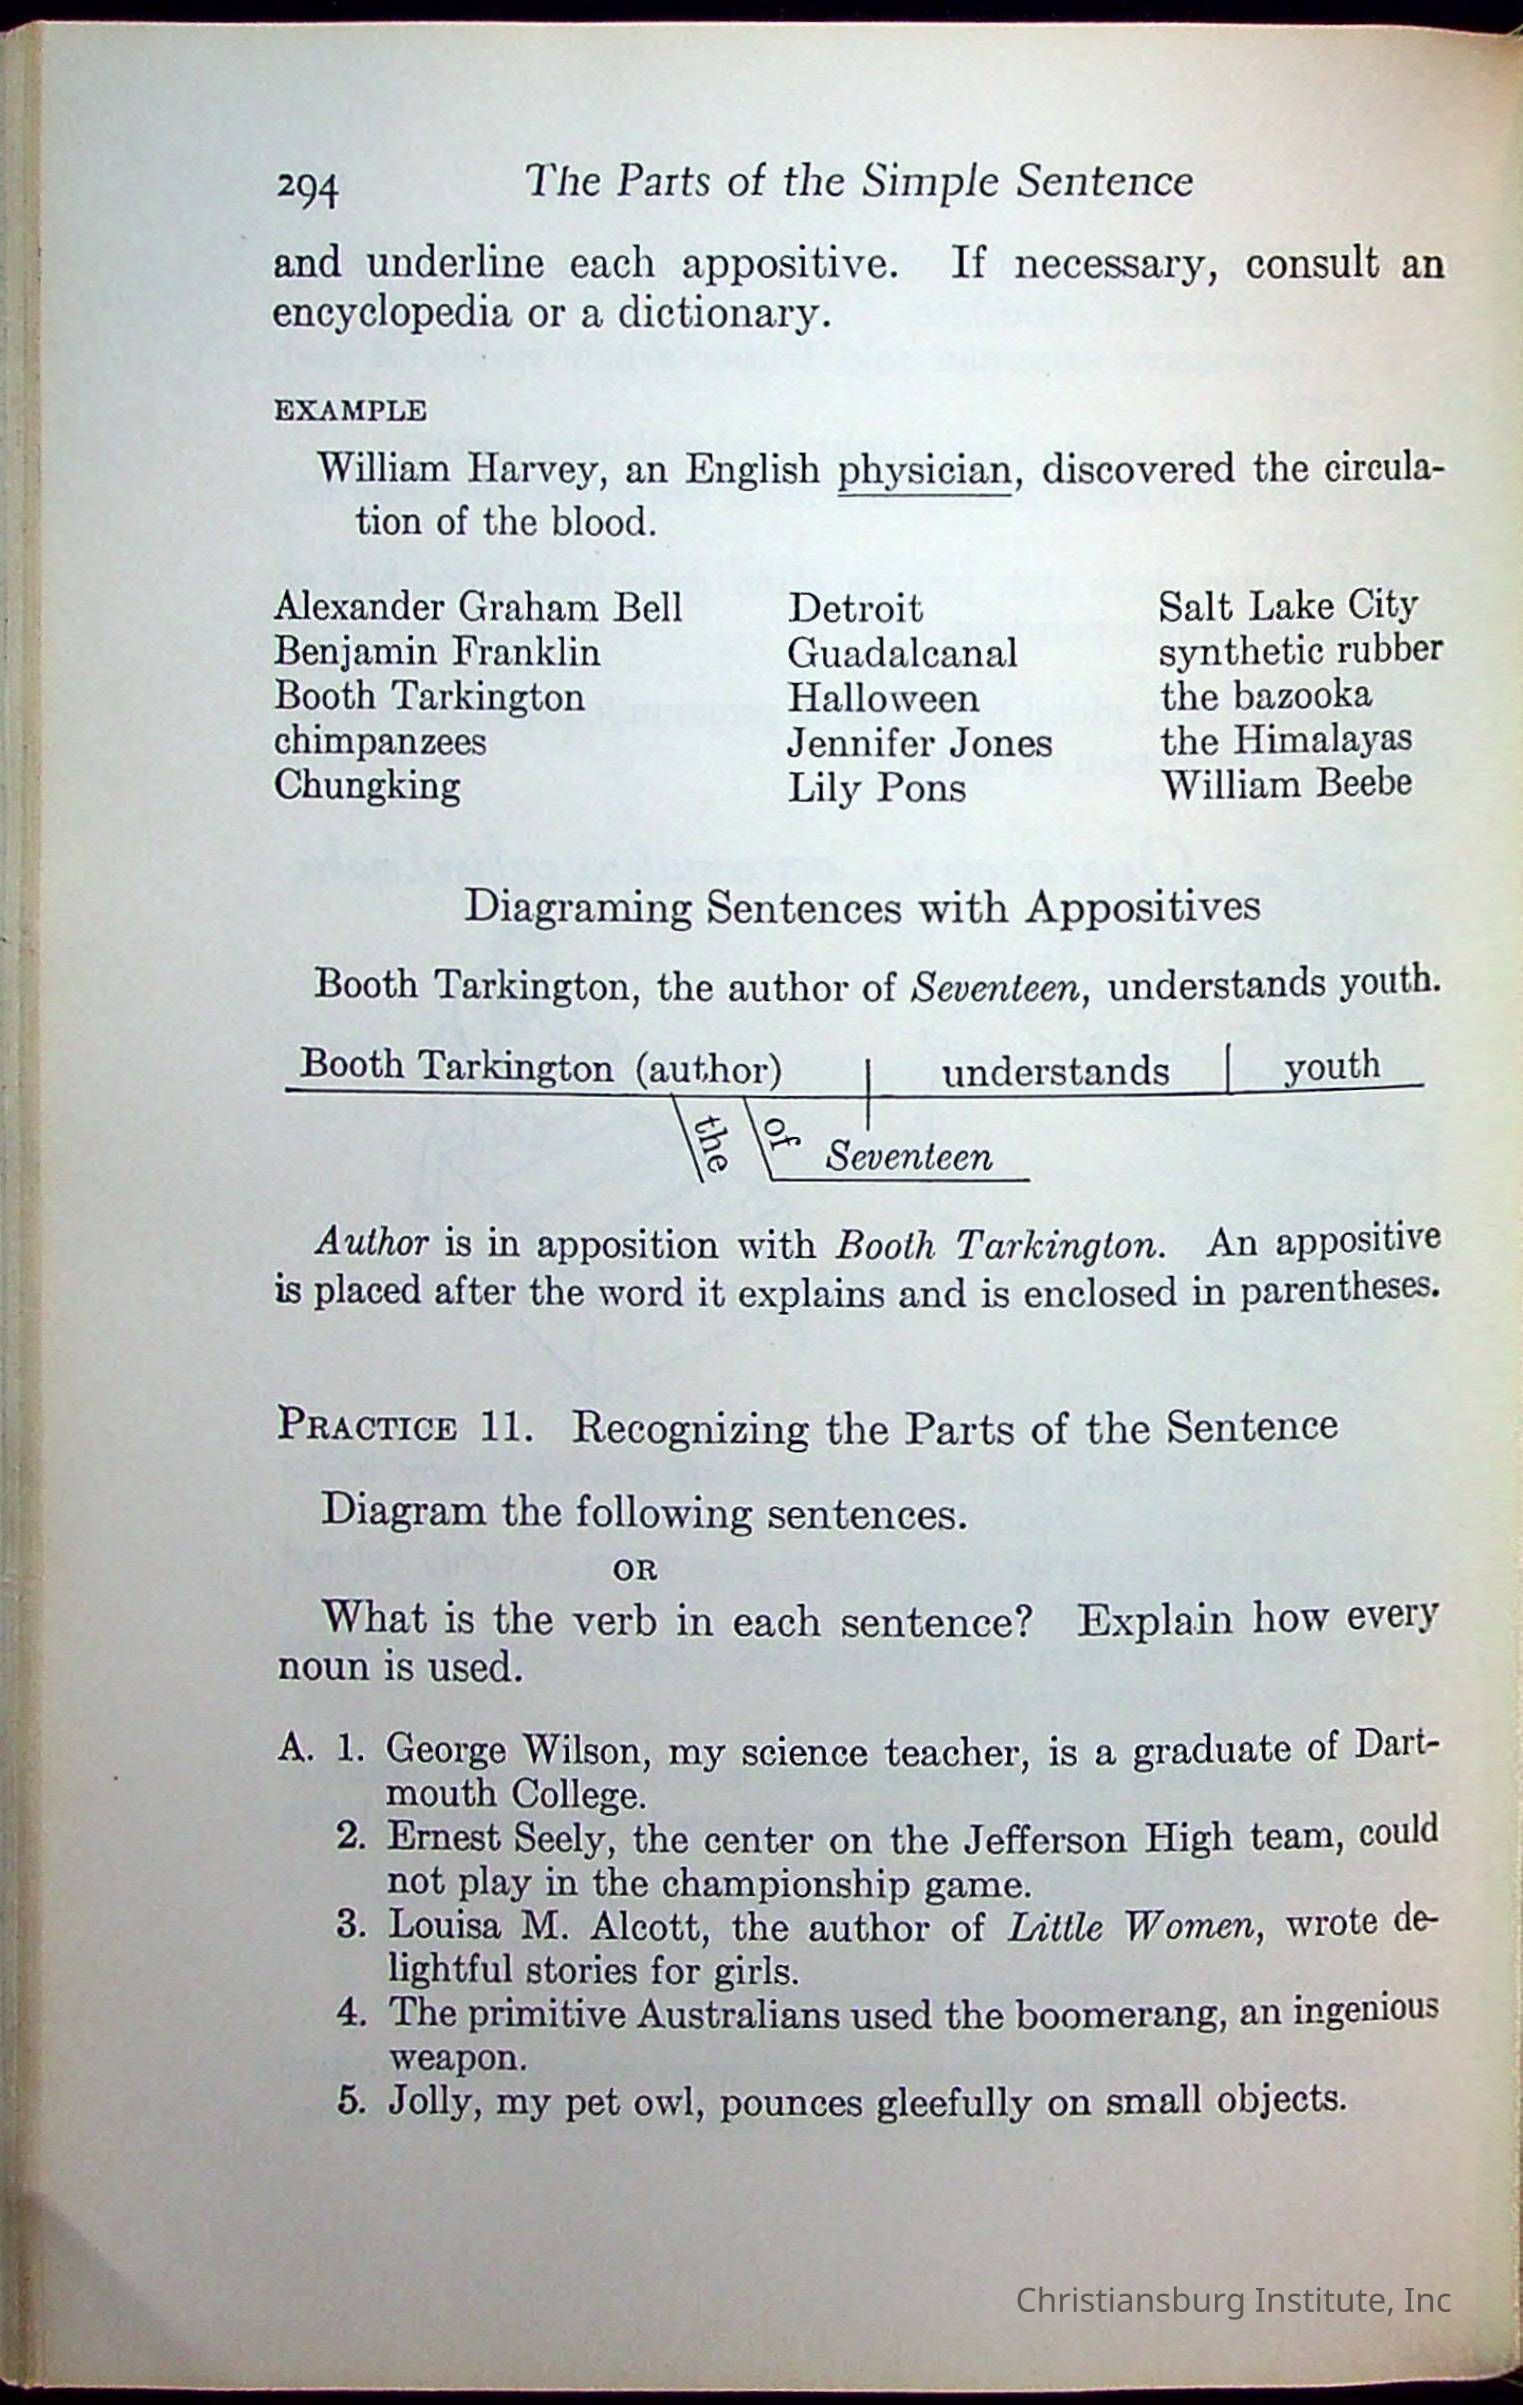 294 The Parts of the Simple Sentence
and underline each appositive. If necessary, consult an
encyclopedia or a dictionary.
EXAMPLE
William Harvey, an English physician, discovered the circula-
tion of the blood.
Alexander Graham Bell Detroit Salt Lake City
Benjamin Franklin Guadalcanal synthetic rubber
Booth Tarkington Halloween the bazooka
chimpanzees Jennifer Jones the Himalayas
Chungking Lily Pons William Beebe
Diagraming Sentences with Appositives
Booth Tarkington, the author of Seventeen, understands youth.
Booth Tarkington (author) understands youth
the of Seventeen
Author is in apposition with Booth Tarkington. An appositive
is placed after the word it explains and is enclosed in parentheses.
PRACTICE 11. Recognizing the Parts of the Sentence
Diagram the following sentences.
OR
What is the verb in each sentence? Explain how every
noun is used.
A. 1. George Wilson, my science teacher, is a graduate of Dart-
mouth College.
2. Ernest Seely, the center on the Jefferson High team, could
not play in the championship game.
3. Louisa M. Alcott, the author of Little Women, wrote de-
lightful stories for girls.
4. The primitive Australians used the boomerang, an ingenious
weapon.
5. Jolly, my pet owl, pounces gleefully on small objects.
Christiansburg Institute, Inc